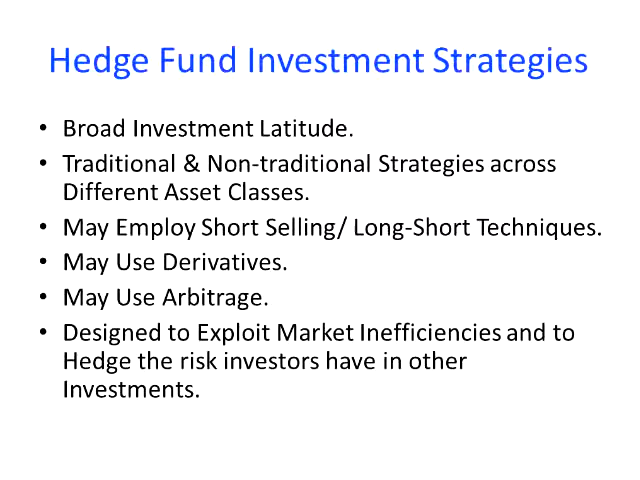 Hedge Fund Investment Strategies
• Broad Investment Latitude.
• Traditional & Non-traditional Strategies across
Different Asset Classes.
• May Employ Short Selling/ Long-Short Techniques.
• May Use Derivatives.
• May Use Arbitrage.
• Designed to Exploit Market Inefficiencies and to
Hedge the risk investors have in other
Investments.